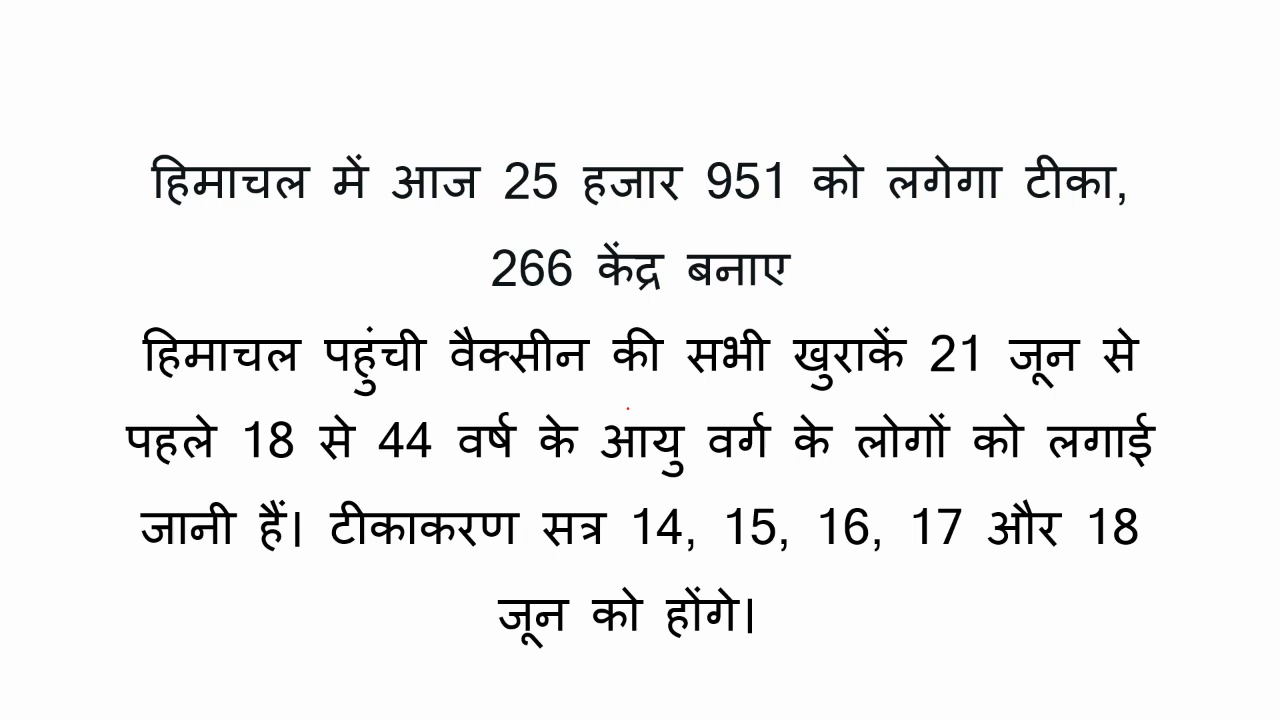 हिमाचल में आज 25 हजार 951 को लगेगा टीका,
266 केंद्र बनाए
हिमाचल पहुंची वैक्सीन की सभी खुराकें 21 जून से
पहले 18 से 44 वर्ष के आयु वर्ग के लोगों को लगाई
जानी हैं। टीकाकरण सत्र 14, 15, 16, 17 और 18
जून को होंगे।